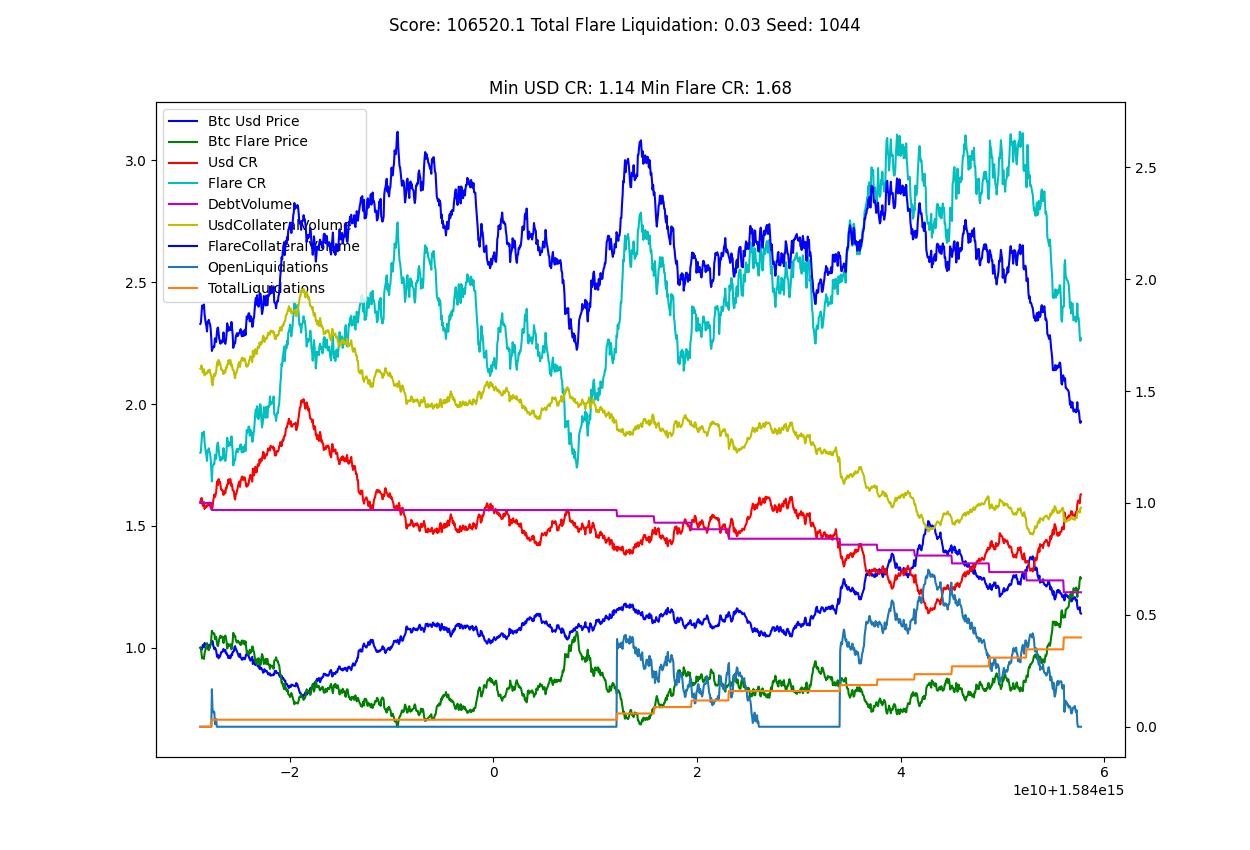 Score: 106520.1 Total Flare Liquidation: 0.03 Seed: 1044
Min USD CR: 1.14 Min Flare CR: 1.68
Btc Usd Price
Btc Flare Price
Usd CR
Flare CR
DebtVolume
UsdCollateralVolume
FlareCollateralVolume
OpenLiquidations
TotalLiquidations
3.0
2.5
2.0
1.5
1.0
2.5
2.0
1.5
1.0
0.5
0.0
−2
0
2
4
6
1e10+1.584e15